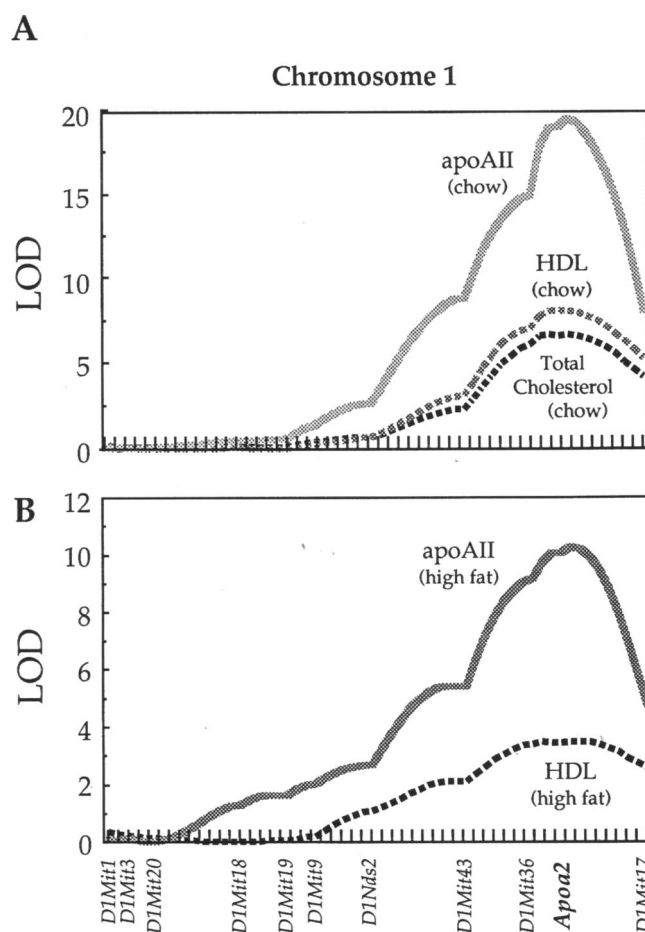 A
Chromosome 1
20
15
10
5
0
LOD
apoAII
(chow)
HDL
(chow)
Total
Cholesterol
(chow)
B
12
10
8
6
4
2
0
LOD
apoAII
(high fat)
HDL
(high fat)
D1Mit1
D1Mit3
D1Mit20
D1Mit18
D1Mit19
D1Mit9
D1Nds2
D1Mit43
D1Mit36
Apoa2
D1Mit17